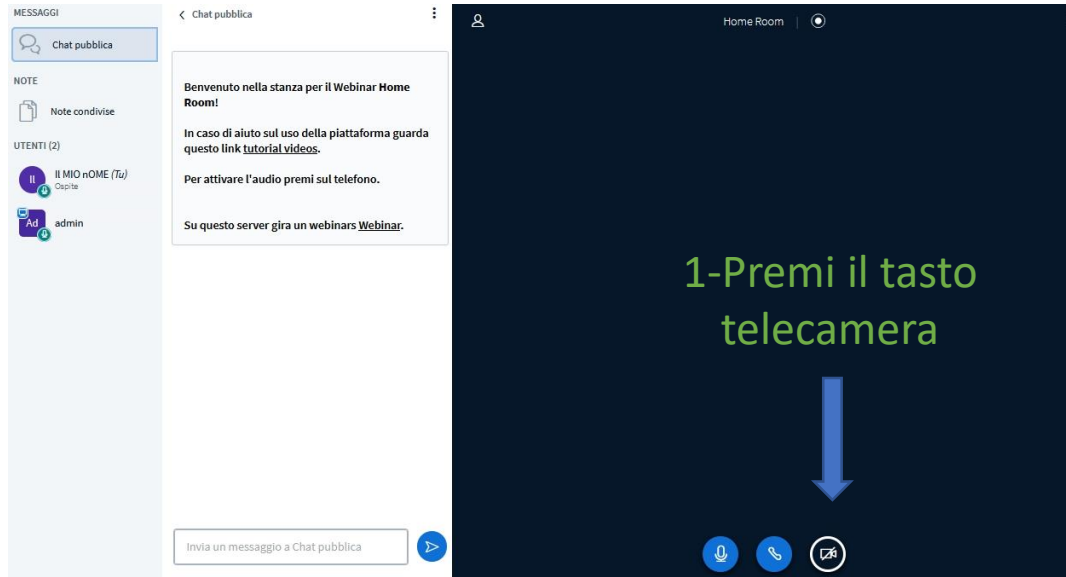 MESSAGGI
Chat pubblica
NOTE
Note condivise
UTENTI (2)
Il
Il MIO nOME (Tu)
Ospite
Ad
admin
Chat pubblica
Benvenuto nella stanza per il Webinar Home
Room!
In caso di aiuto sul uso della piattaforma guarda
questo link tutorial videos.
Per attivare l'audio premi sul telefono.
Su questo server gira un webinars Webinar.
Invia un messaggio a Chat pubblica
Home Room
1-Premi il tasto
telecamera